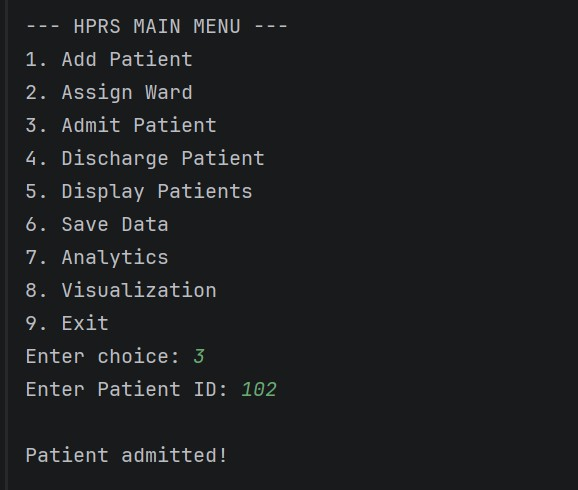 --- HPRS MAIN MENU ---
1. Add Patient
2. Assign Ward
3. Admit Patient
4. Discharge Patient
5. Display Patients
6. Save Data
7. Analytics
8. Visualization
9. Exit
Enter choice: 3
Enter Patient ID: 102
Patient admitted!